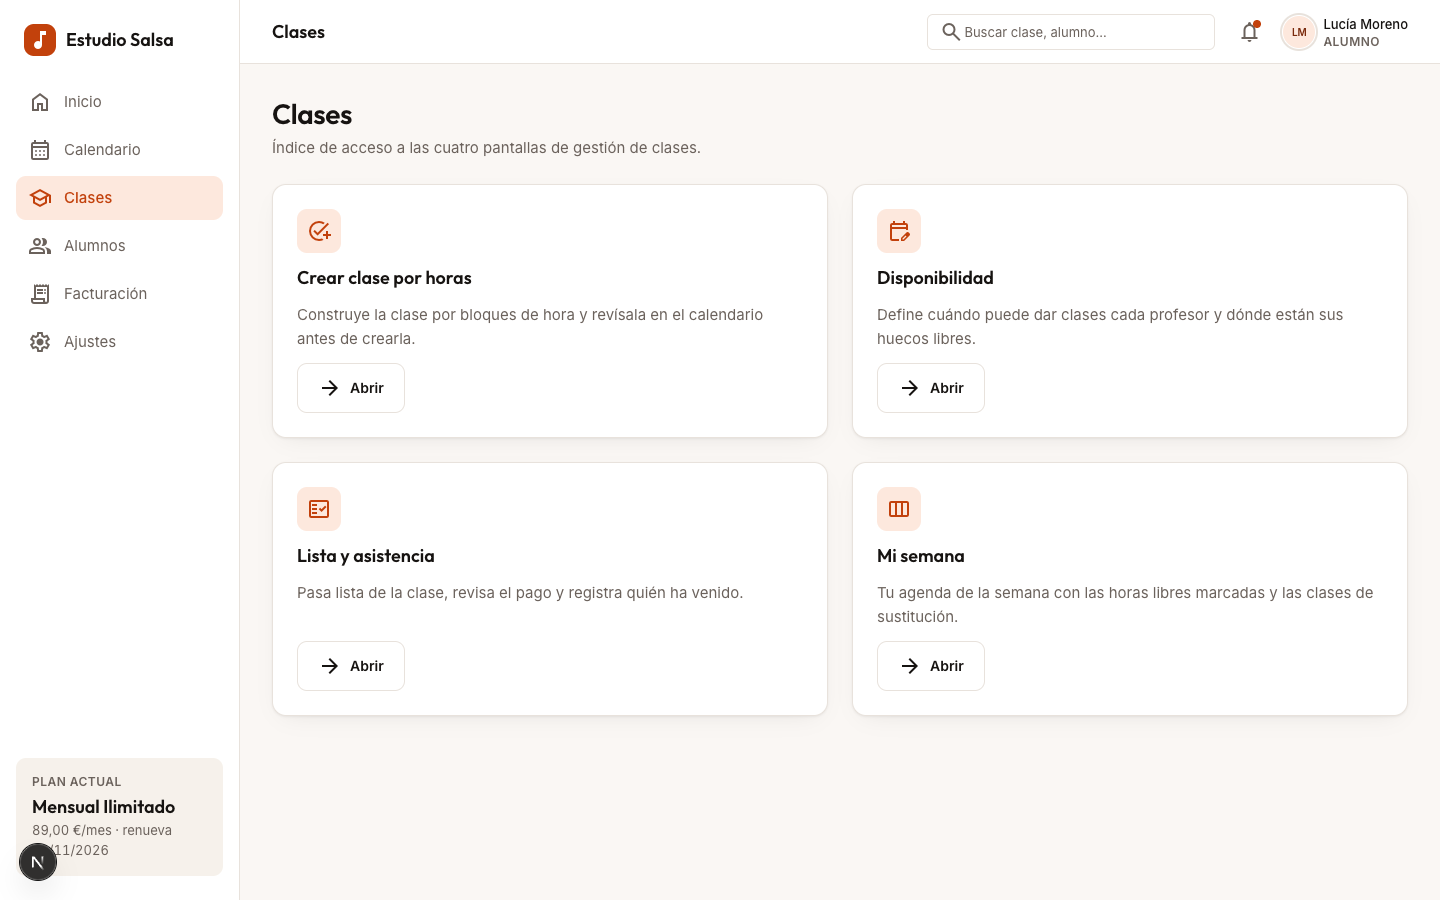 Estudio Salsa
Inicio
Calendario
Clases
Alumnos
Facturación
Ajustes
PLAN ACTUAL
Mensual Ilimitado
89,00 €/mes · renueva
/11/2026
N
Clases
Buscar clase, alumno...
LM
Lucía Moreno
ALUMNO
Clases
Índice de acceso a las cuatro pantallas de gestión de clases.
Crear clase por horas
Construye la clase por bloques de hora y revísala en el calendario
antes de crearla.
Abrir
Disponibilidad
Define cuándo puede dar clases cada profesor y dónde están sus
huecos libres.
Abrir
Lista y asistencia
Pasa lista de la clase, revisa el pago y registra quién ha venido.
Abrir
Mi semana
Tu agenda de la semana con las horas libres marcadas y las clases de
sustitución.
Abrir